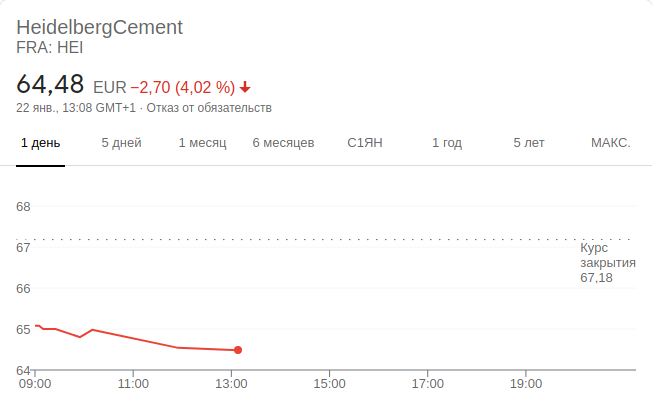 HeidelbergCement
FRA: HEI
64,48 EUR −2,70 (4,02 %)
22 янв., 13:08 GMT+1 · Отказ от обязательств
1 день 5 дней 1 месяц 6 месяцев С1ЯН 1 год 5 лет МАКС.
68
67
Курс
закрытия
67,18
66
65
64
09:00 11:00 13:00 15:00 17:00 19:00